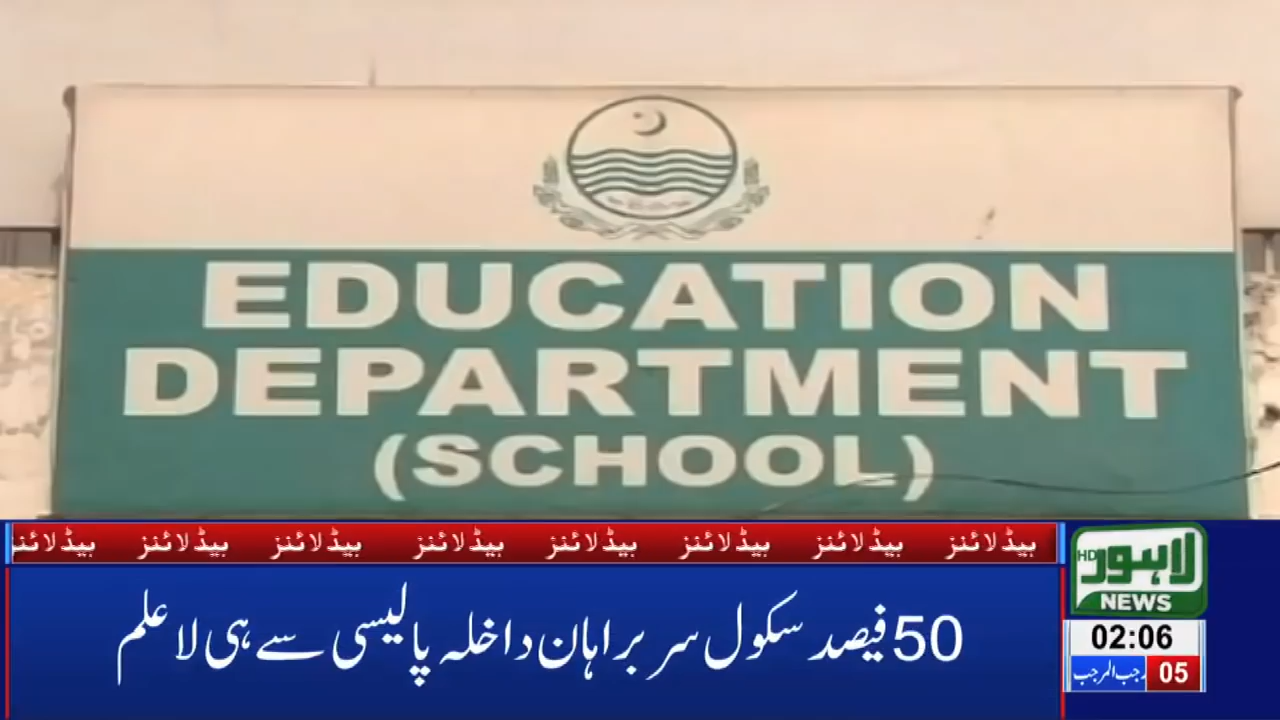 EDUCATION
DEPARTMENT
(SCHOOL)
ہیڈلائنز ہیڈلائنز ہیڈلائنز ہیڈلائنز ہیڈلائنز ہیڈلائنز ہیڈلائنز ہیڈلائنز
50 فیصد سکول سربراہان داخلہ پالیسی سے ہی لاعلم
لاہور HD
NEWS
02:06
رجب المرجب 05